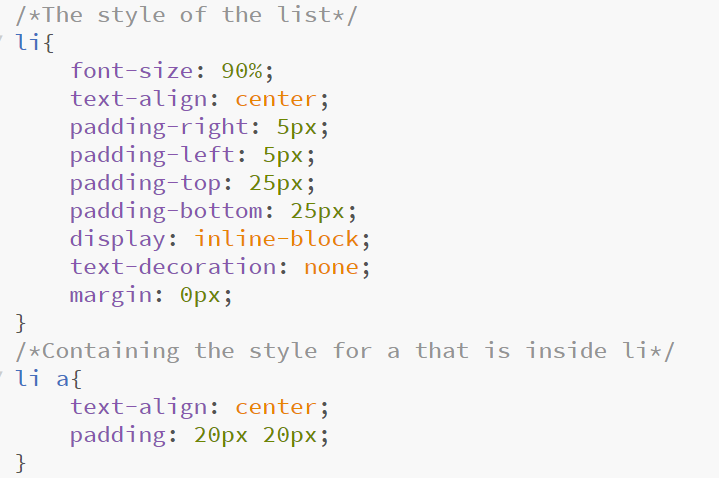 /*The style of the list*/
li{
    font-size: 90%;
    text-align: center;
    padding-right: 5px;
    padding-left: 5px;
    padding-top: 25px;
    padding-bottom: 25px;
    display: inline-block;
    text-decoration: none;
    margin: 0px;
}
/*Containing the style for a that is inside li*/
li a{
    text-align: center;
    padding: 20px 20px;
}